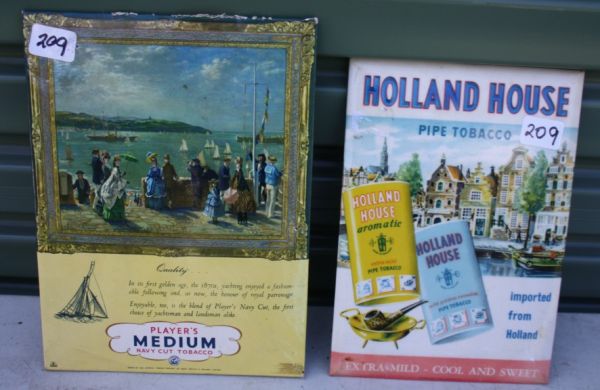 209
Quality
In its first golden age, the 1870s, yachting enjoyed a fashion-
able following and, as now, the honour of royal patronage.
Enjoyable, too, is the blend of Player's Navy Cut, the first
choice of yachtsman and landsman alike.
PLAYER'S
MEDIUM
NAVY CUT TOBACCO
HOLLAND HOUSE
PIPE TOBACCO
209
HOLLAND
HOUSE
aromatic
PIPE TOBACCO
HOLLAND
HOUSE
PIPE TOBACCO
imported
from
Holland
EXTRA-MILD - COOL AND SWEET